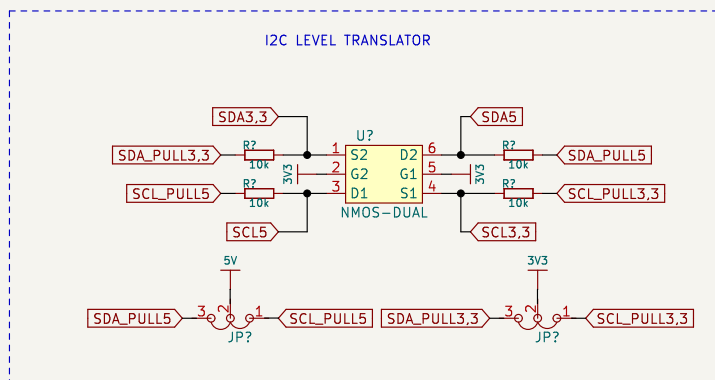 I2C LEVEL TRANSLATOR
SDA3,3
SDA5
U?
R?
1
S2
D2
6
R?
SDA_PULL3,3
10k
3V3
2
G2
G1
5
3V3
10k
SDA_PULL5
R?
3
D1
S1
4
R?
SCL_PULL5
10k
NMOS-DUAL
10k
SCL_PULL3,3
SCL5
SCL3,3
5V
3V3
SDA_PULL5
3
2
1
SCL_PULL5
SDA_PULL3,3
3
2
1
SCL_PULL3,3
JP?
JP?